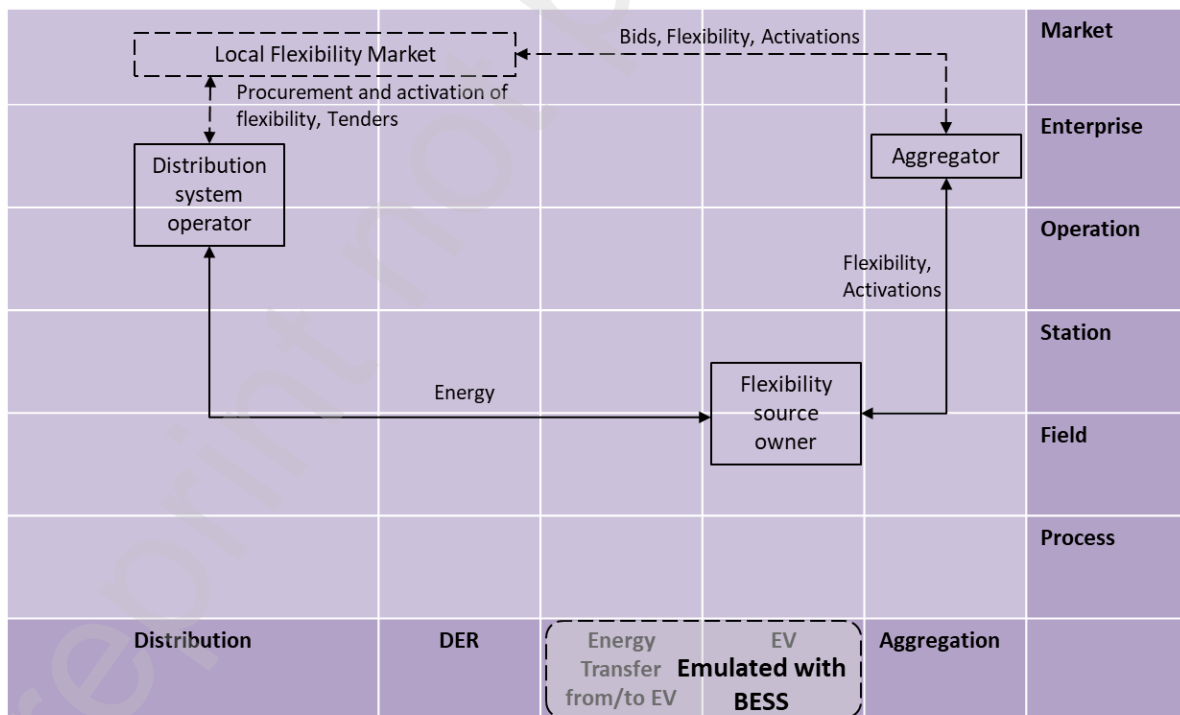 Market
Local Flexibility Market
Bids, Flexibility, Activations
Procurement and activation of
flexibility, Tenders
Enterprise
Distribution
system
operator
Aggregator
Operation
Flexibility,
Activations
Station
Energy
Flexibility
source
owner
Field
Process
Distribution
DER
Energy
Transfer
from/to EV
EV
Emulated with
BESS
Aggregation